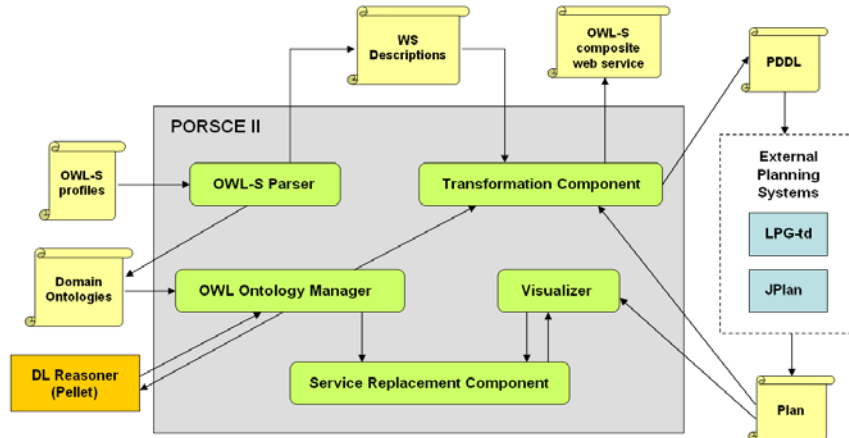 WS
Descriptions
OWL-S
composite
web service
PDDL
PORSCE II
OWL-S
profiles
OWL-S Parser
Transformation Component
External
Planning
Systems
LPG-td
JPlan
Domain
Ontologies
OWL Ontology Manager
Visualizer
DL Reasoner
(Pellet)
Service Replacement Component
Plan